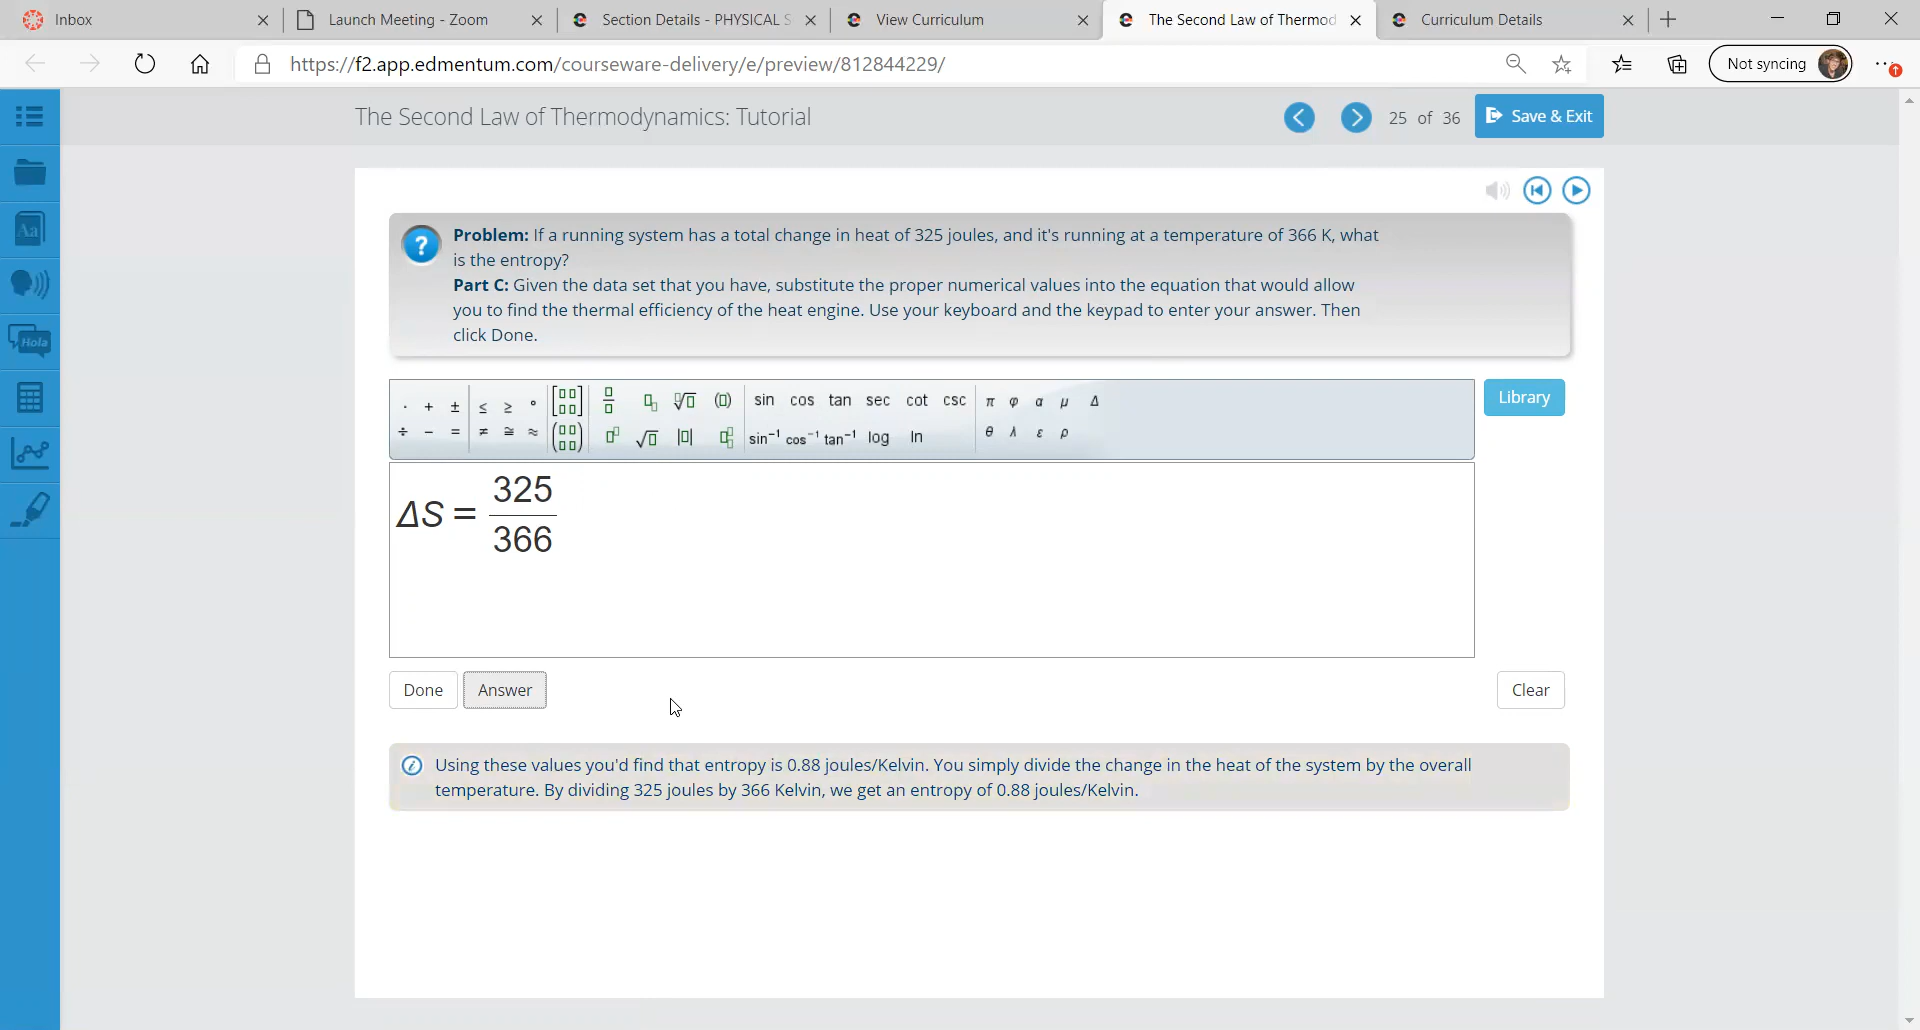 Inbox
Launch Meeting - Zoom
Section Details - PHYSICAL S
View Curriculum
The Second Law of Thermod
Curriculum Details
https://f2.app.edmentum.com/courseware-delivery/e/preview/812844229/
Not syncing
The Second Law of Thermodynamics: Tutorial
25 of 36
Save & Exit
Aa
Hola
Problem: If a running system has a total change in heat of 325 joules, and it's running at a temperature of 366 K, what
is the entropy?
Part C: Given the data set that you have, substitute the proper numerical values into the equation that would allow
you to find the thermal efficiency of the heat engine. Use your keyboard and the keypad to enter your answer. Then
click Done.
· + ± ≤ ≥ ° sin cos tan sec cot csc π φ α μ Δ
÷ − = ≠ ≅ ≈ sin⁻¹ cos⁻¹ tan⁻¹ log ln θ λ ε ρ
Library
ΔS = 325
366
Done
Answer
Clear
Using these values you'd find that entropy is 0.88 joules/Kelvin. You simply divide the change in the heat of the system by the overall
temperature. By dividing 325 joules by 366 Kelvin, we get an entropy of 0.88 joules/Kelvin.